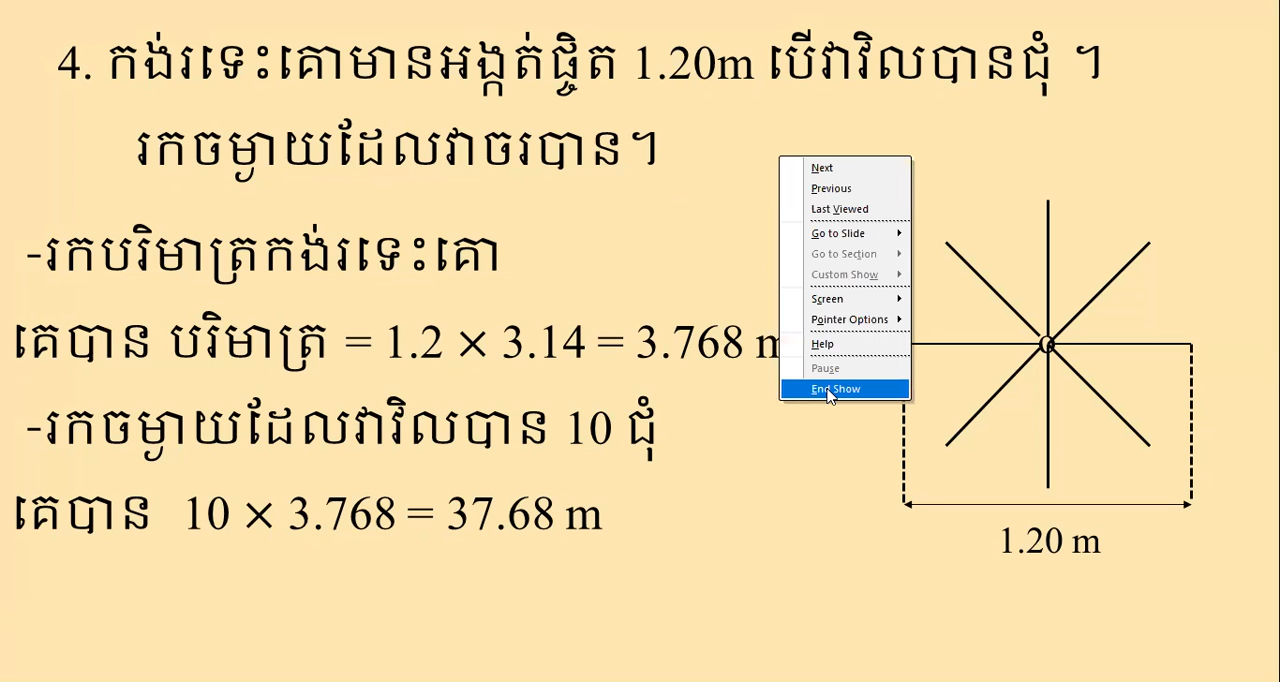 4. កង់រទេះគោមានអង្កត់ផ្ចិត 1.20m បើវាវិលបានជុំ ។
រកចម្ងាយដែលវាចរបាន។
-រកបរិមាត្រកង់រទេះគោ
គេបាន បរិមាត្រ = 1.2 × 3.14 = 3.768 m
-រកចម្ងាយដែលវាវិលបាន 10 ជុំ
គេបាន 10 × 3.768 = 37.68 m
Next
Previous
Last Viewed
Go to Slide
Go to Section
Custom Show
Screen
Pointer Options
Help
Pause
End Show
1.20 m